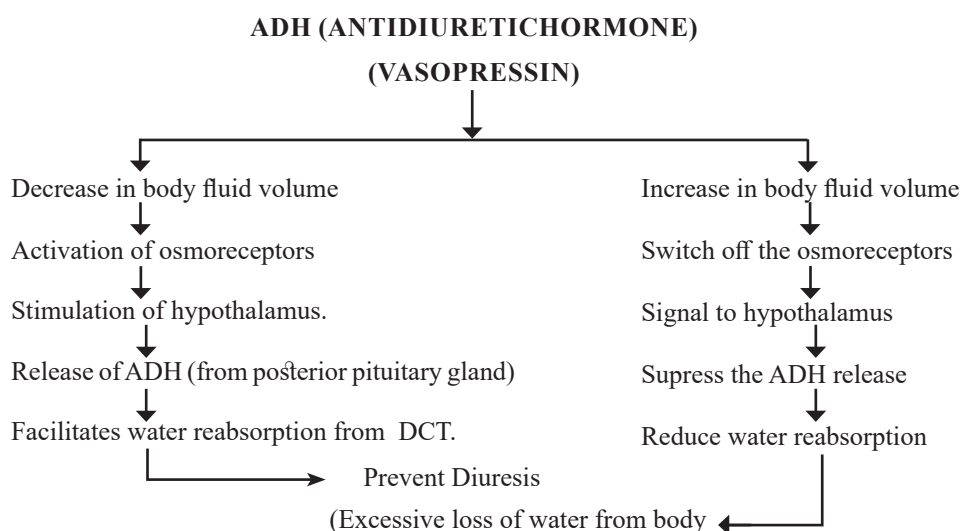 ADH (ANTIDIURETICHORMONE)
(VASOPRESSIN)
Decrease in body fluid volume
Activation of osmoreceptors
Stimulation of hypothalamus.
Release of ADH (from posterior pituitary gland)
Facilitates water reabsorption from DCT.
Prevent Diuresis
Increase in body fluid volume
Switch off the osmoreceptors
Signal to hypothalamus
Supress the ADH release
Reduce water reabsorption
(Excessive loss of water from body